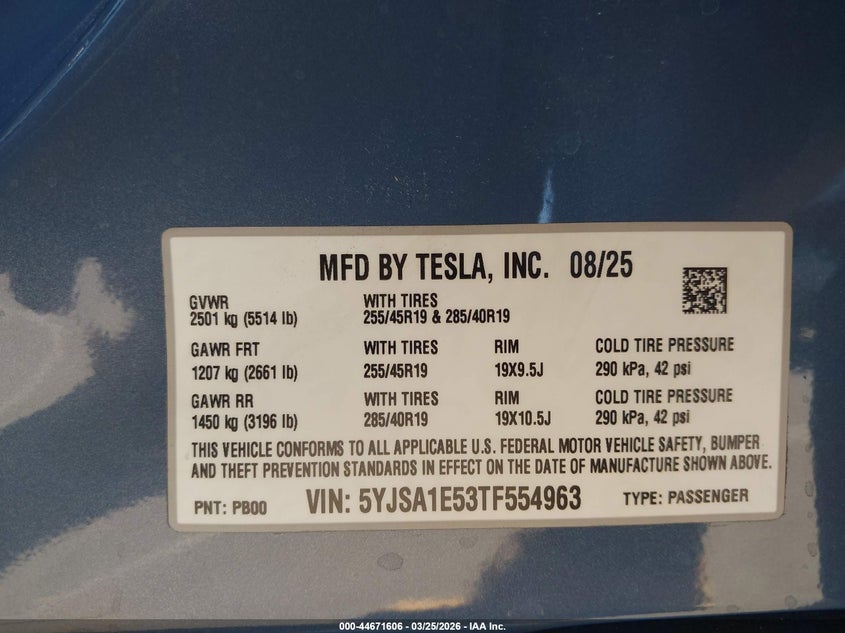 MFD BY TESLA, INC. 08/25
GVWR WITH TIRES
2501 kg (5514 lb) 255/45R19 & 285/40R19
GAWR FRT WITH TIRES RIM COLD TIRE PRESSURE
1207 kg (2661 lb) 255/45R19 19X9.5J 290 kPa, 42 psi
GAWR RR WITH TIRES RIM COLD TIRE PRESSURE
1450 kg (3196 lb) 285/40R19 19X10.5J 290 kPa, 42 psi
THIS VEHICLE CONFORMS TO ALL APPLICABLE U.S. FEDERAL MOTOR VEHICLE SAFETY, BUMPER
AND THEFT PREVENTION STANDARDS IN EFFECT ON THE DATE OF MANUFACTURE SHOWN ABOVE.
PNT: PB00 VIN: 5YJSA1E53TF554963 TYPE: PASSENGER
000-44671606 — 03/25/2026 — IAA Inc.